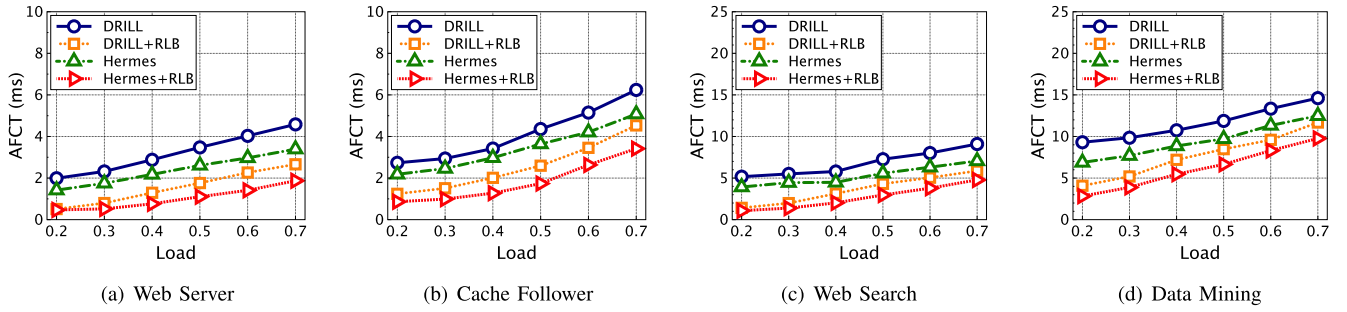 DRILL
DRILL+RLB
Hermes
Hermes+RLB
AFCT (ms)
10
8
6
4
2
0
0.2 0.3 0.4 0.5 0.6 0.7
Load
(a) Web Server
DRILL
DRILL+RLB
Hermes
Hermes+RLB
AFCT (ms)
10
8
6
4
2
0
0.2 0.3 0.4 0.5 0.6 0.7
Load
(b) Cache Follower
DRILL
DRILL+RLB
Hermes
Hermes+RLB
AFCT (ms)
25
20
15
10
5
0
0.2 0.3 0.4 0.5 0.6 0.7
Load
(c) Web Search
DRILL
DRILL+RLB
Hermes
Hermes+RLB
AFCT (ms)
25
20
15
10
5
0
0.2 0.3 0.4 0.5 0.6 0.7
Load
(d) Data Mining